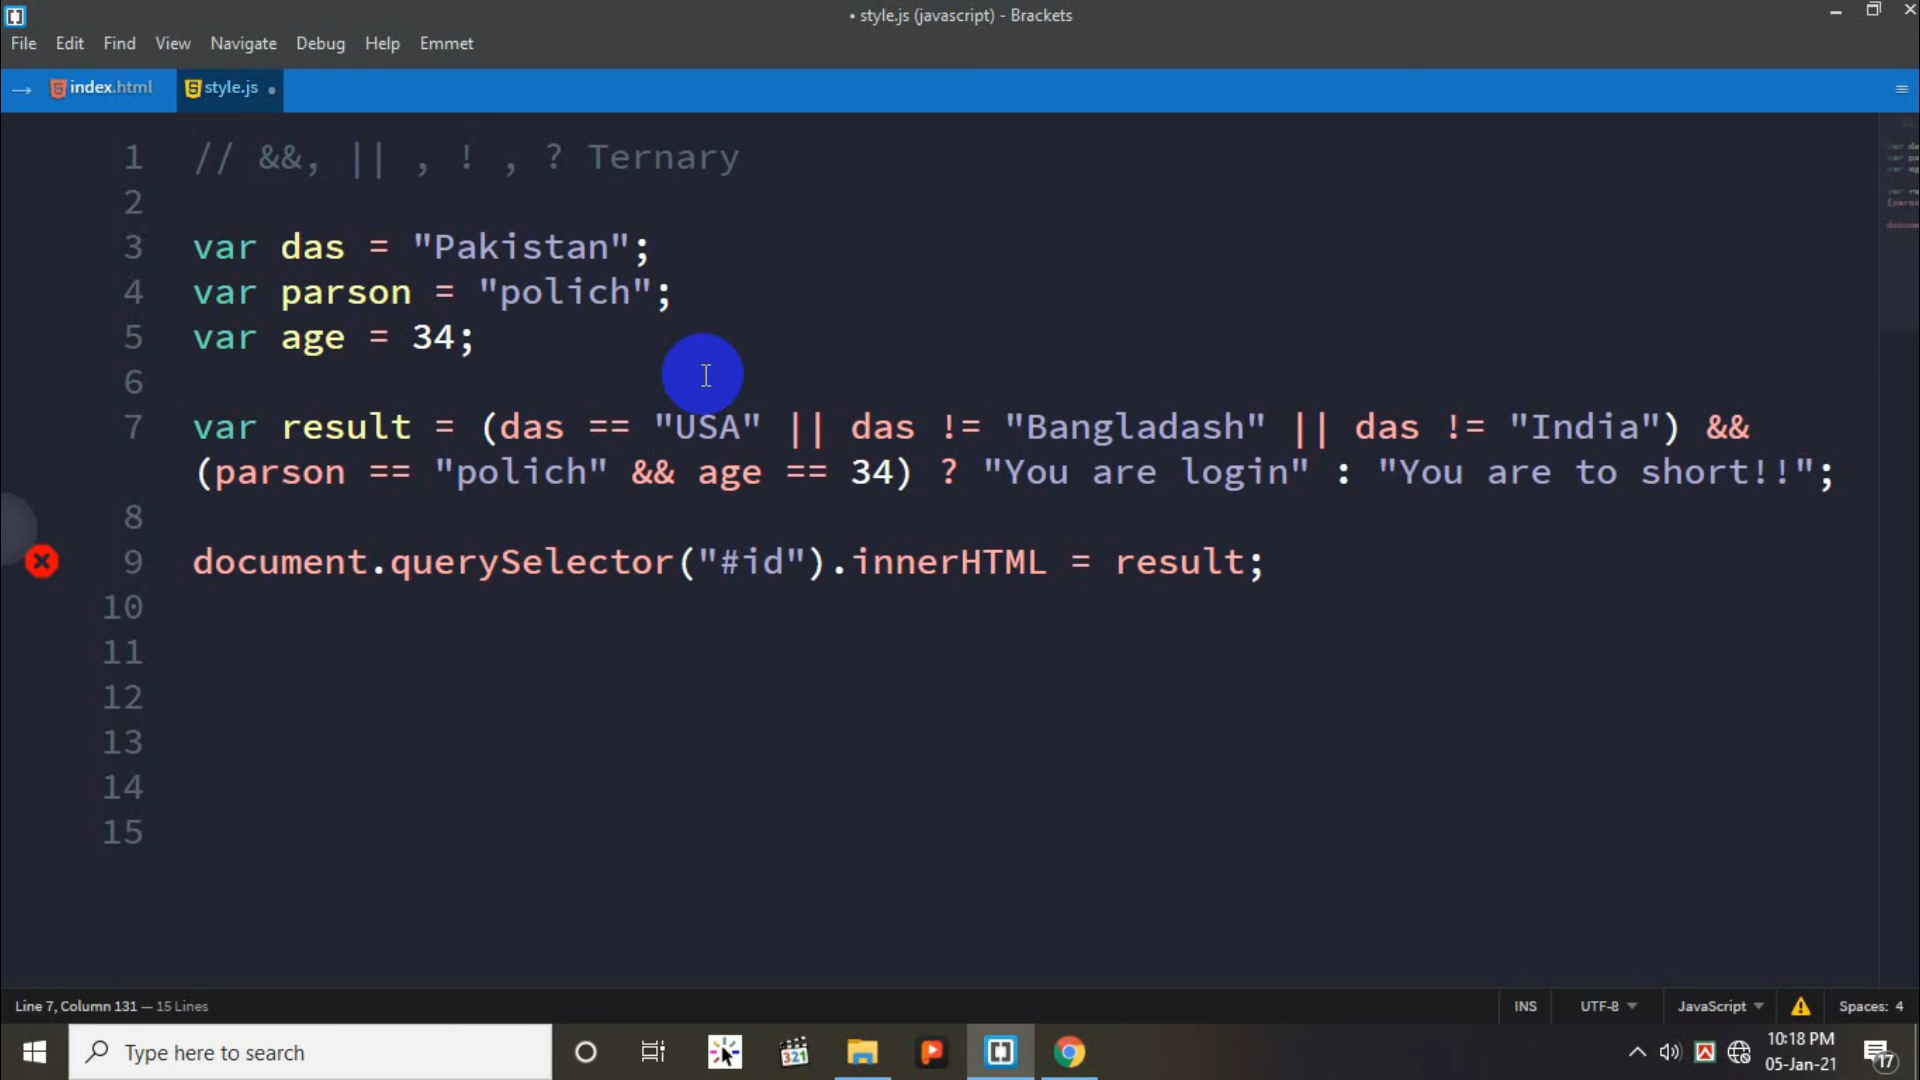 • style.js (javascript) - Brackets
File Edit Find View Navigate Debug Help Emmet
index.html style.js
1 // &&, || , ! , ? Ternary
2
3 var das = "Pakistan";
4 var parson = "polich";
5 var age = 34;
6
7 var result = (das == "USA" || das != "Bangladash" || das != "India") &&
(parson == "polich" && age == 34) ? "You are login" : "You are to short!!";
8
9 document.querySelector("#id").innerHTML = result;
10
11
12
13
14
15
Line 7, Column 131 — 15 Lines INS UTF-8 JavaScript Spaces: 4
Type here to search 321 10:18 PM
05-Jan-21 17